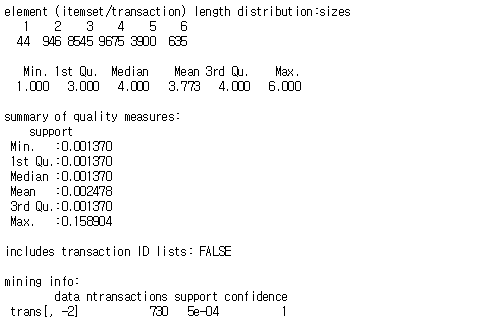 element (itemset/transaction) length distribution:sizes
1 2 3 4 5 6
44 946 8545 9675 3900 635
Min. 1st Qu. Median Mean 3rd Qu. Max.
1.000 3.000 4.000 3.773 4.000 6.000
summary of quality measures:
support
Min. :0.001370
1st Qu.:0.001370
Median :0.001370
Mean :0.002478
3rd Qu.:0.001370
Max. :0.158904
includes transaction ID lists: FALSE
mining info:
data ntransactions support confidence
trans[, -2] 730 5e-04 1